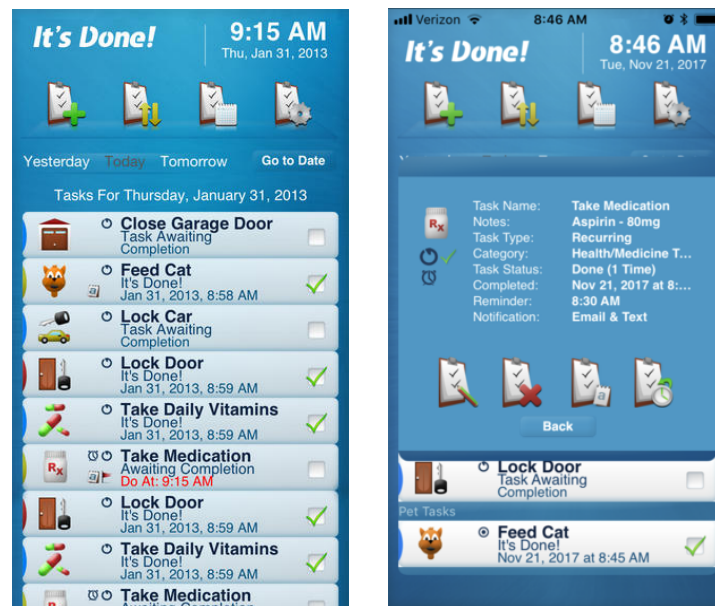 It's Done!
9:15 AM
Thu, Jan 31, 2013
Yesterday Today Tomorrow Go to Date
Tasks For Thursday, January 31, 2013
Close Garage Door
Task Awaiting
Completion
Feed Cat
It's Done!
Jan 31, 2013, 8:58 AM
Lock Car
Task Awaiting
Completion
Lock Door
It's Done!
Jan 31, 2013, 8:59 AM
Take Daily Vitamins
It's Done!
Jan 31, 2013, 8:59 AM
Rx
Take Medication
Awaiting Completion
Do At: 9:15 AM
Lock Door
It's Done!
Jan 31, 2013, 8:59 AM
Take Daily Vitamins
It's Done!
Jan 31, 2013, 8:59 AM
Take Medication
Awaiting Completion
Verizon 8:46 AM
It's Done!
8:46 AM
Tue, Nov 21, 2017
Rx
Task Name: Take Medication
Notes: Aspirin - 80mg
Task Type: Recurring
Category: Health/Medicine T...
Task Status: Done (1 Time)
Completed: Nov 21, 2017 at 8:...
Reminder: 8:30 AM
Notification: Email & Text
Back
Lock Door
Task Awaiting
Completion
Pet Tasks
Feed Cat
It's Done!
Nov 21, 2017 at 8:45 AM